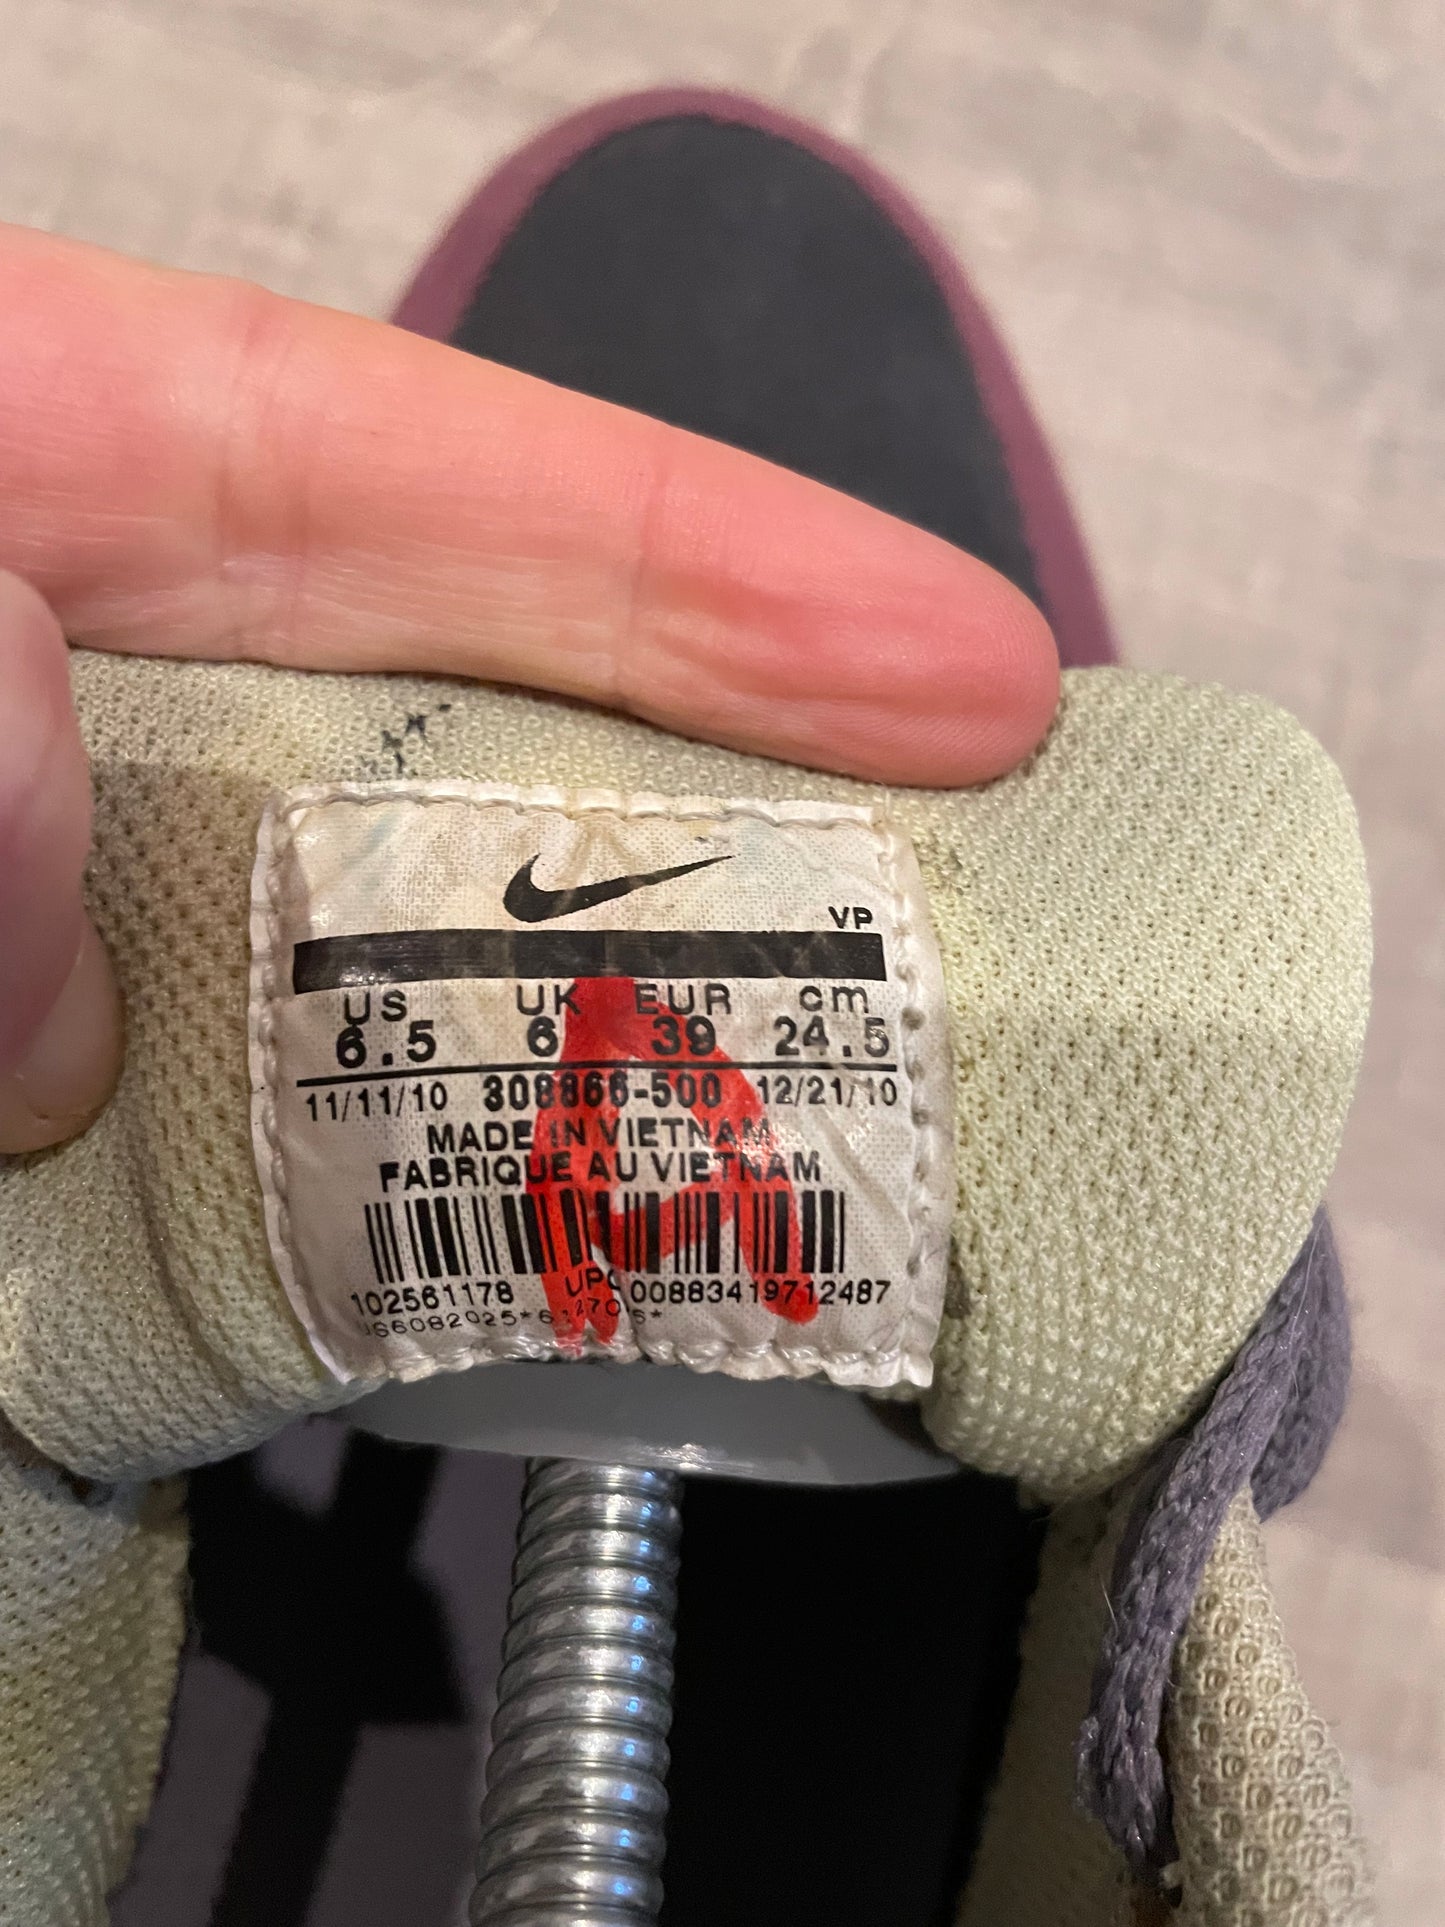 VP
US UK EUR cm
6.5 6 39 24.5
11/11/10 308866-500 12/21/10
MADE IN VIETNAM
FABRIQUE AU VIETNAM
102561178 UPC 00883419712487